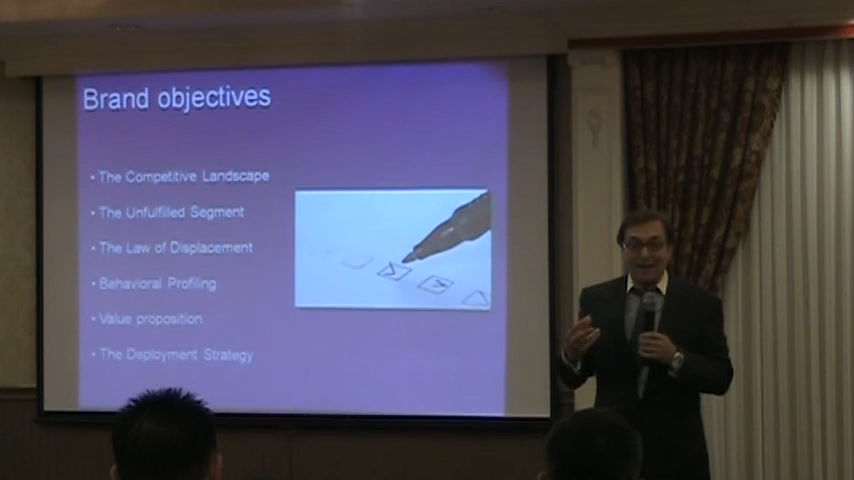 Brand objectives
• The Competitive Landscape
• The Unfulfilled Segment
• The Law of Displacement
• Behavioral Profiling
• Value proposition
• The Deployment Strategy